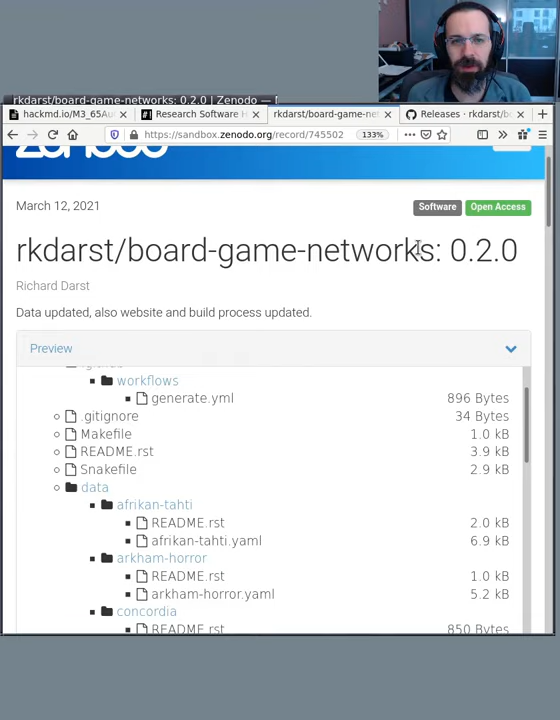 rkdarst/board-game-networks: 0.2.0 | Zenodo — [
hackmd.io/M3_65Au
Research Software H
rkdarst/board-game-net
Releases · rkdarst/bo
https://sandbox.zenodo.org/record/745502
133%
zenodo
March 12, 2021
Software
Open Access
rkdarst/board-game-networks: 0.2.0
Richard Darst
Data updated, also website and build process updated.
Preview
workflows
generate.yml 896 Bytes
.gitignore 34 Bytes
Makefile 1.0 kB
README.rst 3.9 kB
Snakefile 2.9 kB
data
afrikan-tahti
README.rst 2.0 kB
afrikan-tahti.yaml 6.9 kB
arkham-horror
README.rst 1.0 kB
arkham-horror.yaml 5.2 kB
concordia
README.rst 850 Bytes